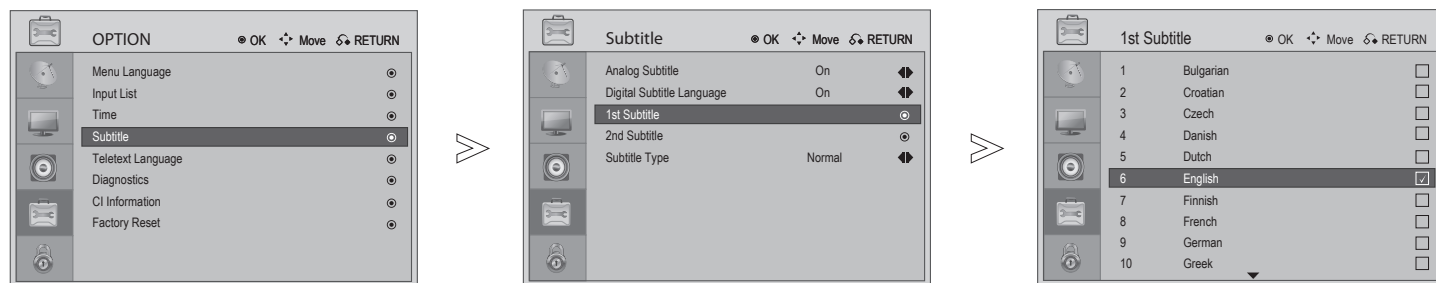 OPTION OK Move RETURN
Menu Language
Input List
Time
Subtitle
Teletext Language
Diagnostics
CI Information
Factory Reset
Subtitle OK Move RETURN
Analog Subtitle On
Digital Subtitle Language On
1st Subtitle
2nd Subtitle
Subtitle Type Normal
1st Subtitle OK Move RETURN
1 Bulgarian
2 Croatian
3 Czech
4 Danish
5 Dutch
6 English
7 Finnish
8 French
9 German
10 Greek